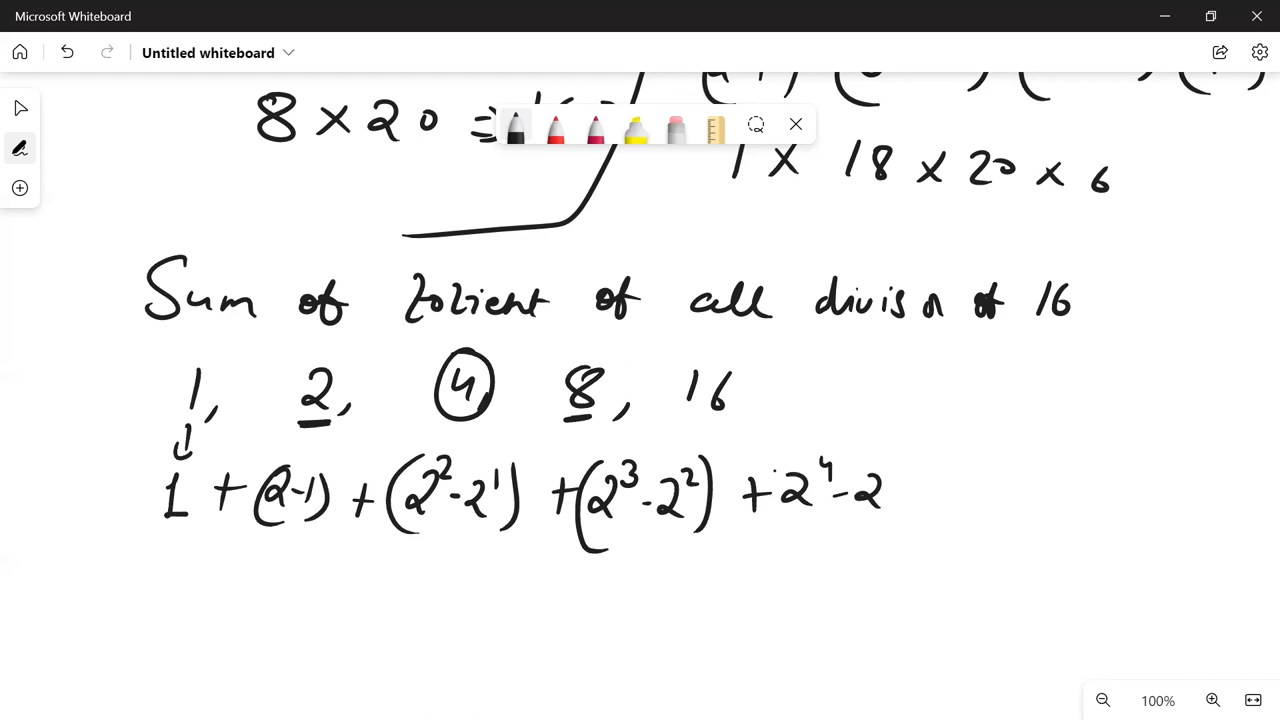 Microsoft Whiteboard
Untitled whiteboard
8 × 20 =
1 × 18 × 20 × 6
Sum of Totient of all divisor of 16
1, 2, 4 8, 16
1 + (2-1) + (2²-2¹) + (2³-2²) + 2⁴-2
100%